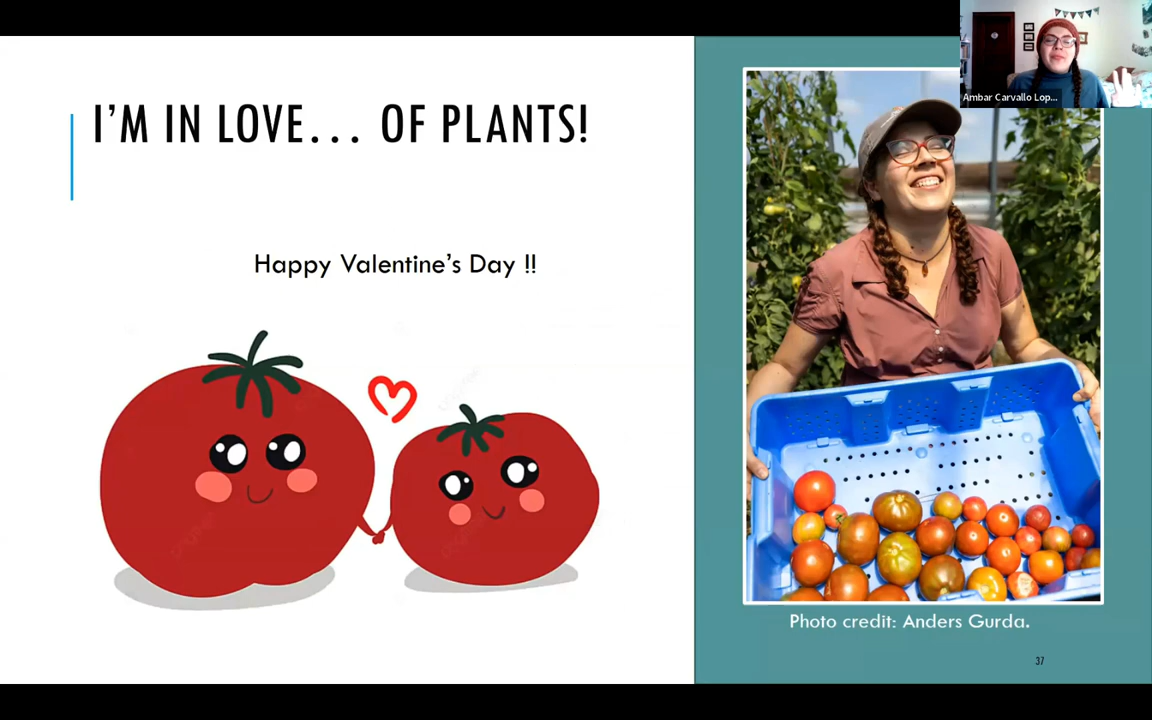 I'M IN LOVE... OF PLANTS!
Happy Valentine's Day !!
Ambar Carvallo Lop...
Photo credit: Anders Gurda.
37